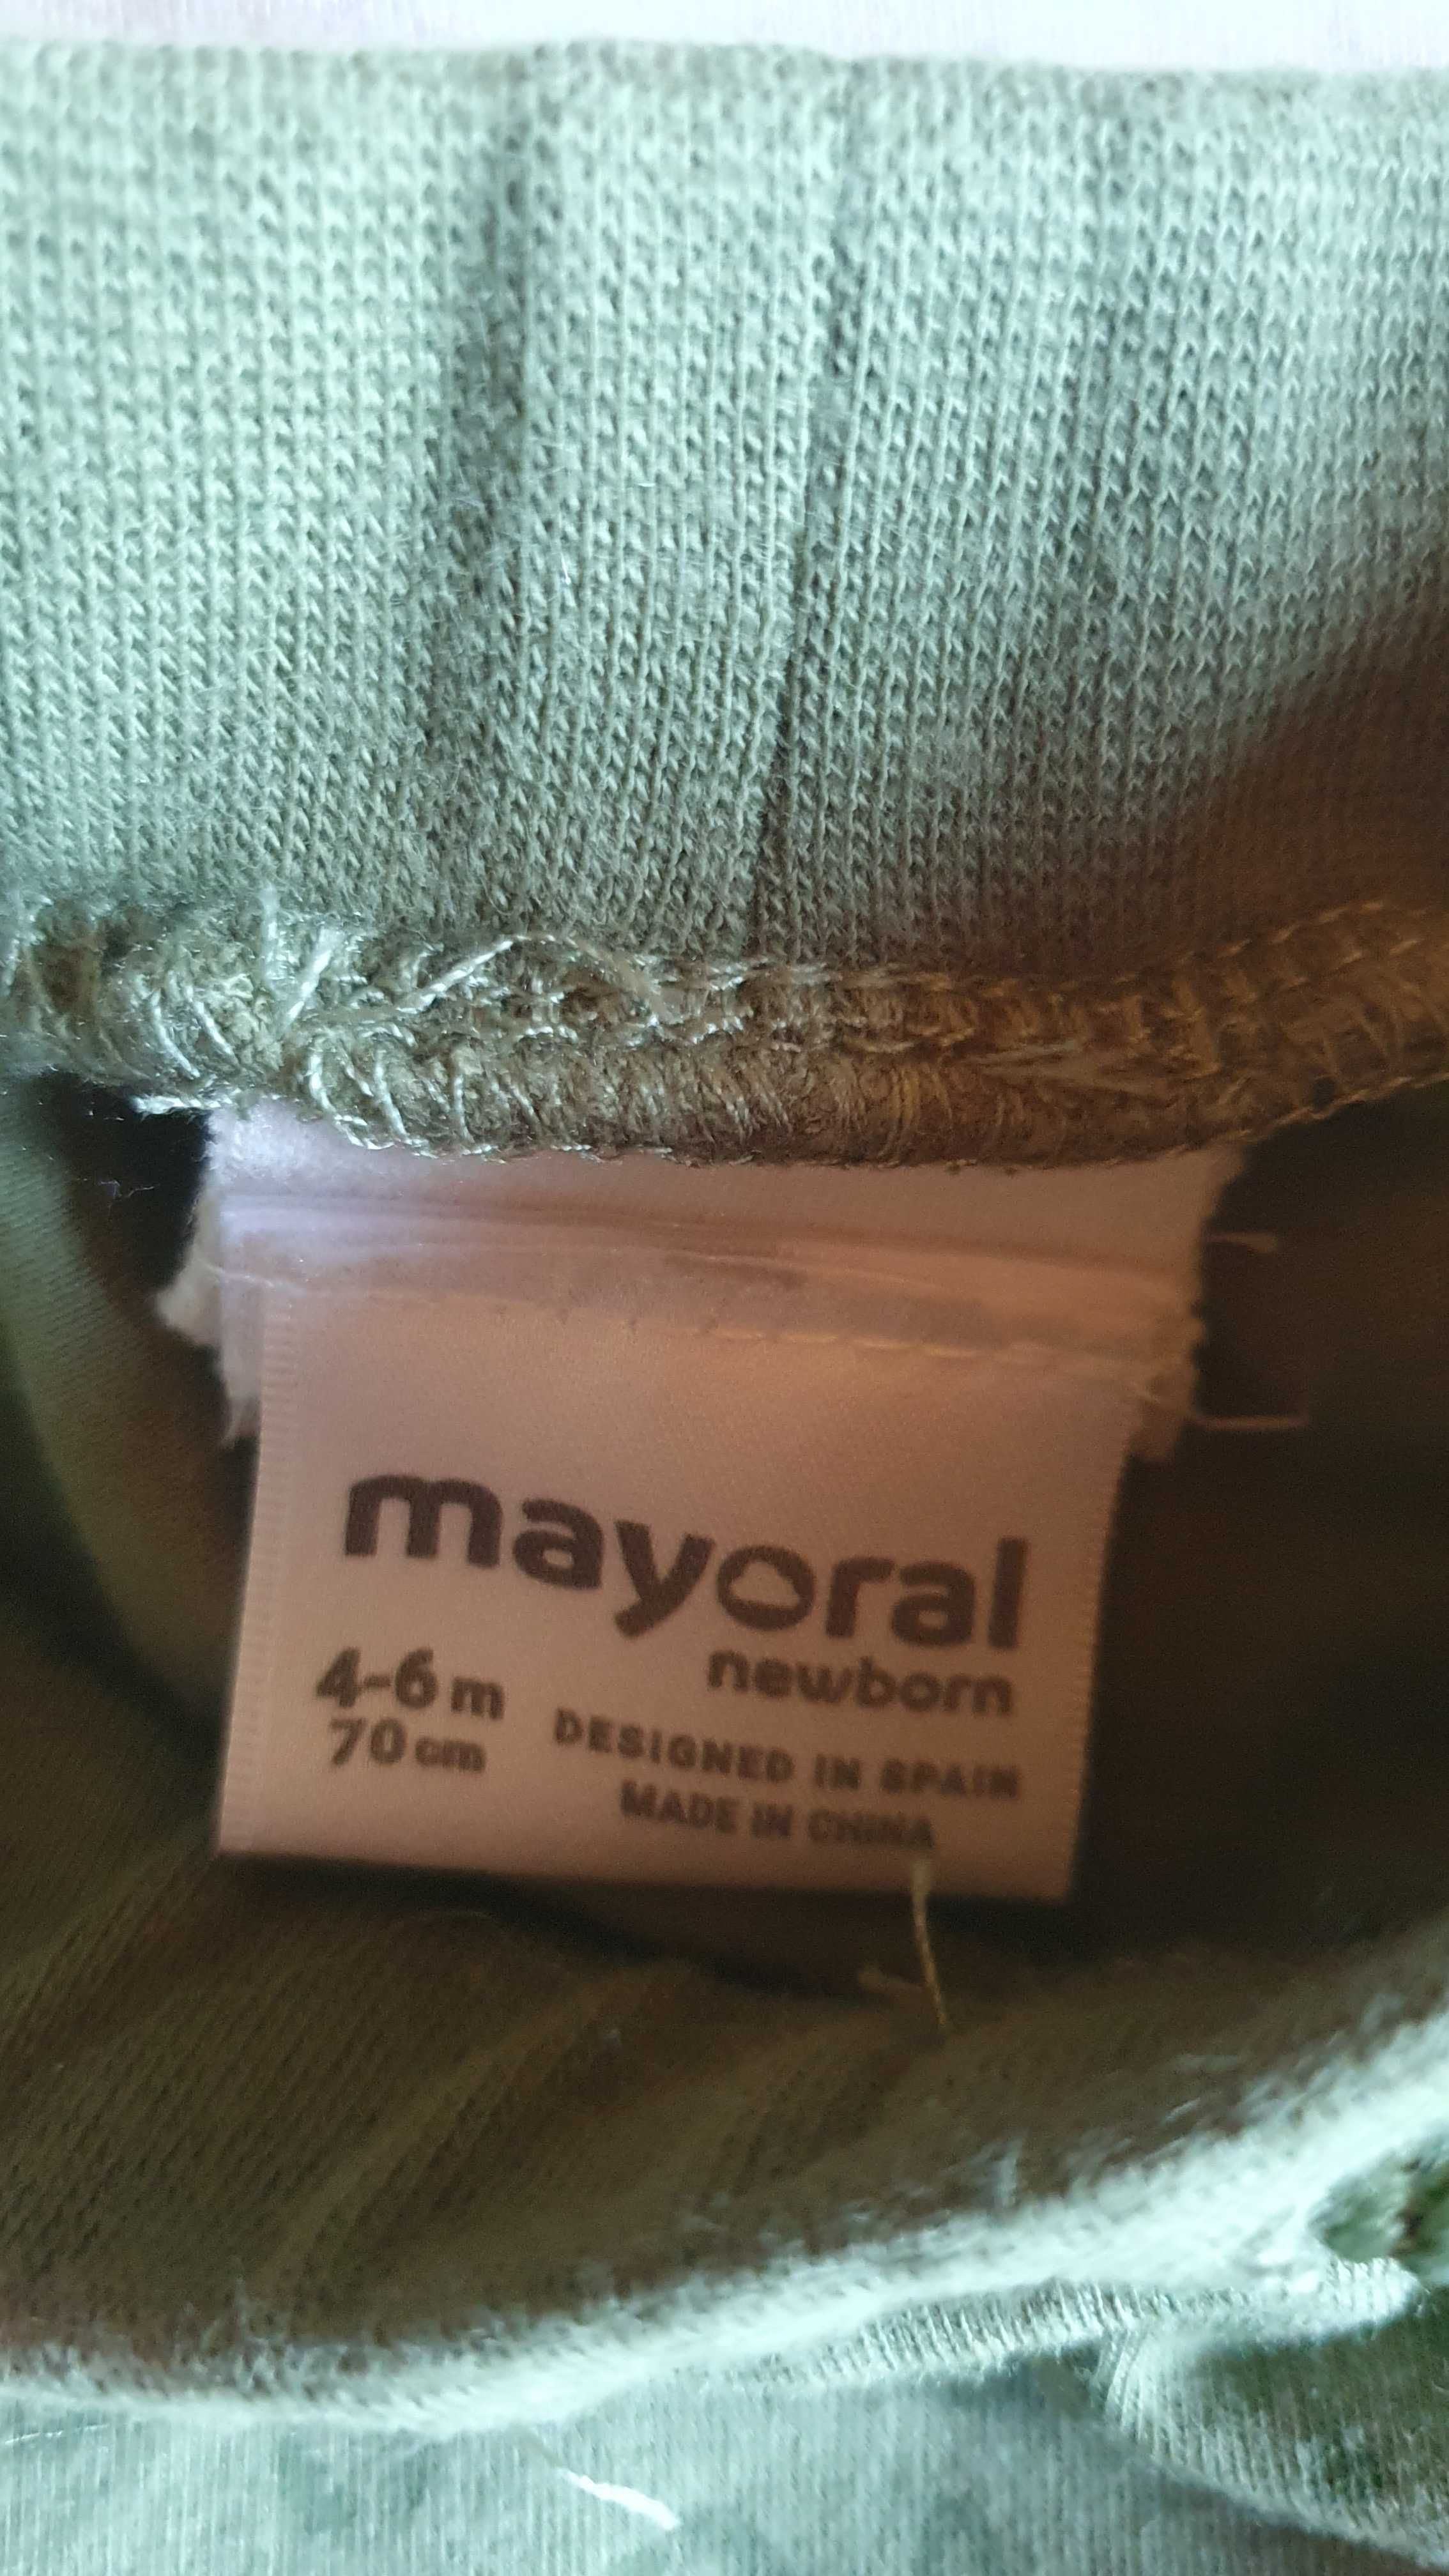 mayoral
newborn
4-6 m
70 cm
DESIGNED IN SPAIN
MADE IN CHINA